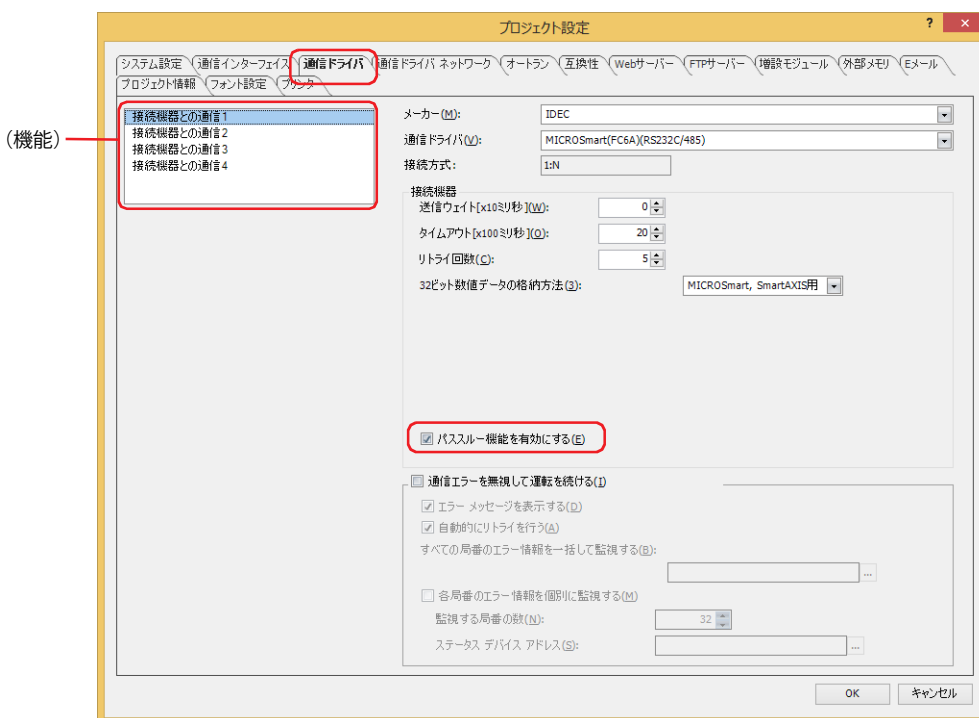 プロジェクト設定
? ×
システム設定 通信インターフェイス 通信ドライバ 通信ドライバ ネットワーク オートラン 互換性 Webサーバー FTPサーバー 増設モジュール 外部メモリ Eメール
プロジェクト情報 フォント設定 プリンタ
(機能)
接続機器との通信1
接続機器との通信2
接続機器との通信3
接続機器との通信4
メーカー(M): IDEC
通信ドライバ(V): MICROSmart(FC6A)(RS232C/485)
接続方式: 1:N
接続機器
送信ウェイト[x10ミリ秒](W): 0
タイムアウト[x100ミリ秒](O): 20
リトライ回数(C): 5
32ビット数値データの格納方法(3): MICROSmart, SmartAXIS用
パススルー機能を有効にする(E)
通信エラーを無視して運転を続ける(I)
エラー メッセージを表示する(D)
自動的にリトライを行う(A)
すべての局番のエラー情報を一括して監視する(B):
...
各局番のエラー情報を個別に監視する(M)
監視する局番の数(N): 32
ステータス デバイス アドレス(S): ...
OK キャンセル